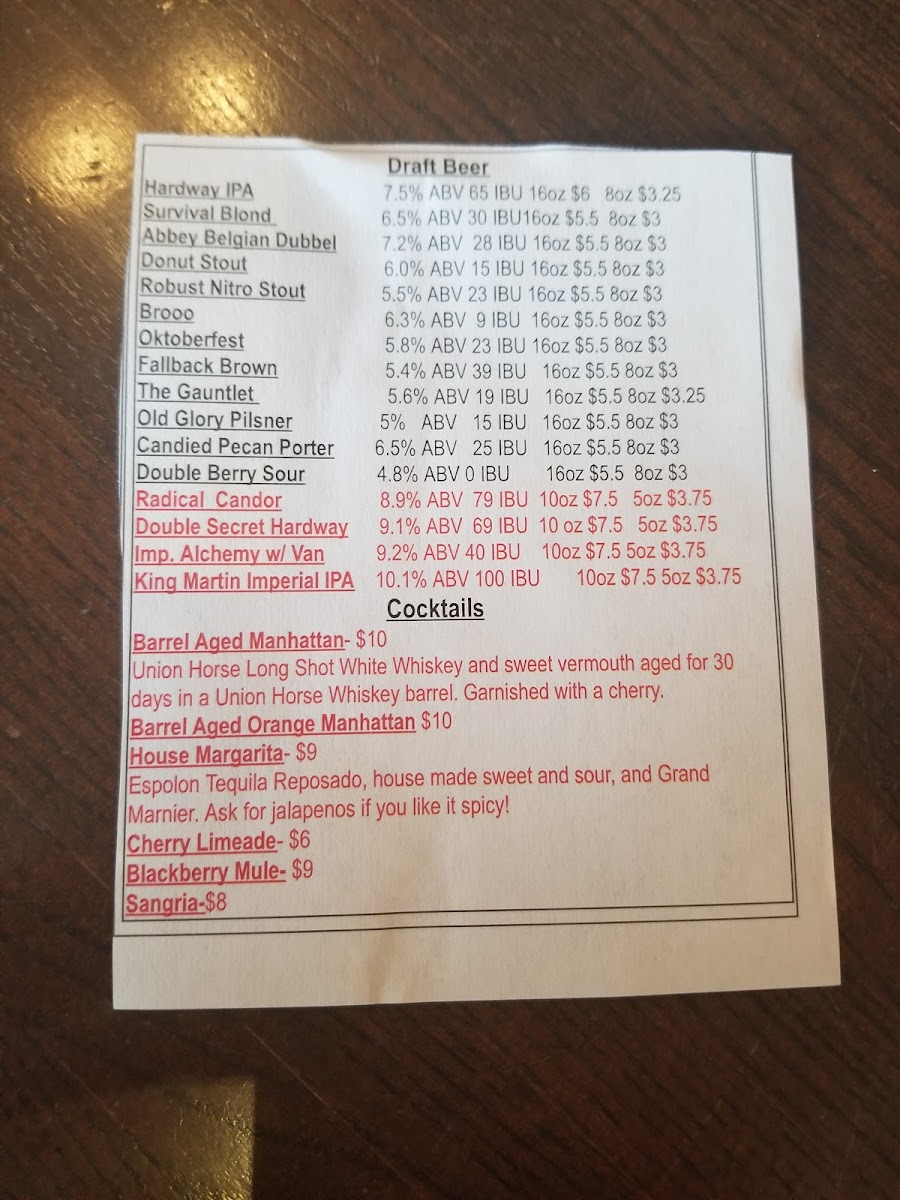 Draft Beer
Hardway IPA 7.5% ABV 65 IBU 16oz $6 8oz $3.25
Survival Blond 6.5% ABV 30 IBU16oz $5.5 8oz $3
Abbey Belgian Dubbel 7.2% ABV 28 IBU 16oz $5.5 8oz $3
Donut Stout 6.0% ABV 15 IBU 16oz $5.5 8oz $3
Robust Nitro Stout 5.5% ABV 23 IBU 16oz $5.5 8oz $3
Brooo 6.3% ABV 9 IBU 16oz $5.5 8oz $3
Oktoberfest 5.8% ABV 23 IBU 16oz $5.5 8oz $3
Fallback Brown 5.4% ABV 39 IBU 16oz $5.5 8oz $3
The Gauntlet 5.6% ABV 19 IBU 16oz $5.5 8oz $3.25
Old Glory Pilsner 5% ABV 15 IBU 16oz $5.5 8oz $3
Candied Pecan Porter 6.5% ABV 25 IBU 16oz $5.5 8oz $3
Double Berry Sour 4.8% ABV 0 IBU 16oz $5.5 8oz $3
Radical Candor 8.9% ABV 79 IBU 10oz $7.5 5oz $3.75
Double Secret Hardway 9.1% ABV 69 IBU 10 oz $7.5 5oz $3.75
Imp. Alchemy w/ Van 9.2% ABV 40 IBU 10oz $7.5 5oz $3.75
King Martin Imperial IPA 10.1% ABV 100 IBU 10oz $7.5 5oz $3.75
Cocktails
Barrel Aged Manhattan- $10
Union Horse Long Shot White Whiskey and sweet vermouth aged for 30
days in a Union Horse Whiskey barrel. Garnished with a cherry.
Barrel Aged Orange Manhattan $10
House Margarita- $9
Espolon Tequila Reposado, house made sweet and sour, and Grand
Marnier. Ask for jalapenos if you like it spicy!
Cherry Limeade- $6
Blackberry Mule- $9
Sangria-$8